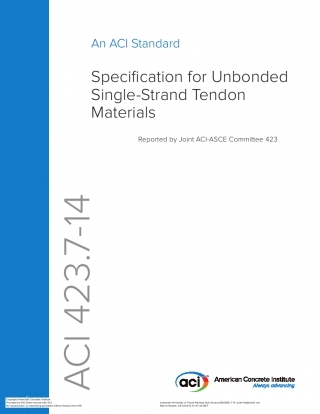 An ACI Standard
Specification for Unbonded
Single-Strand Tendon
Materials
Reported by Joint ACI-ASCE Committee 423
ACI 423.7-14
aci
American Concrete Institute
Always advancing